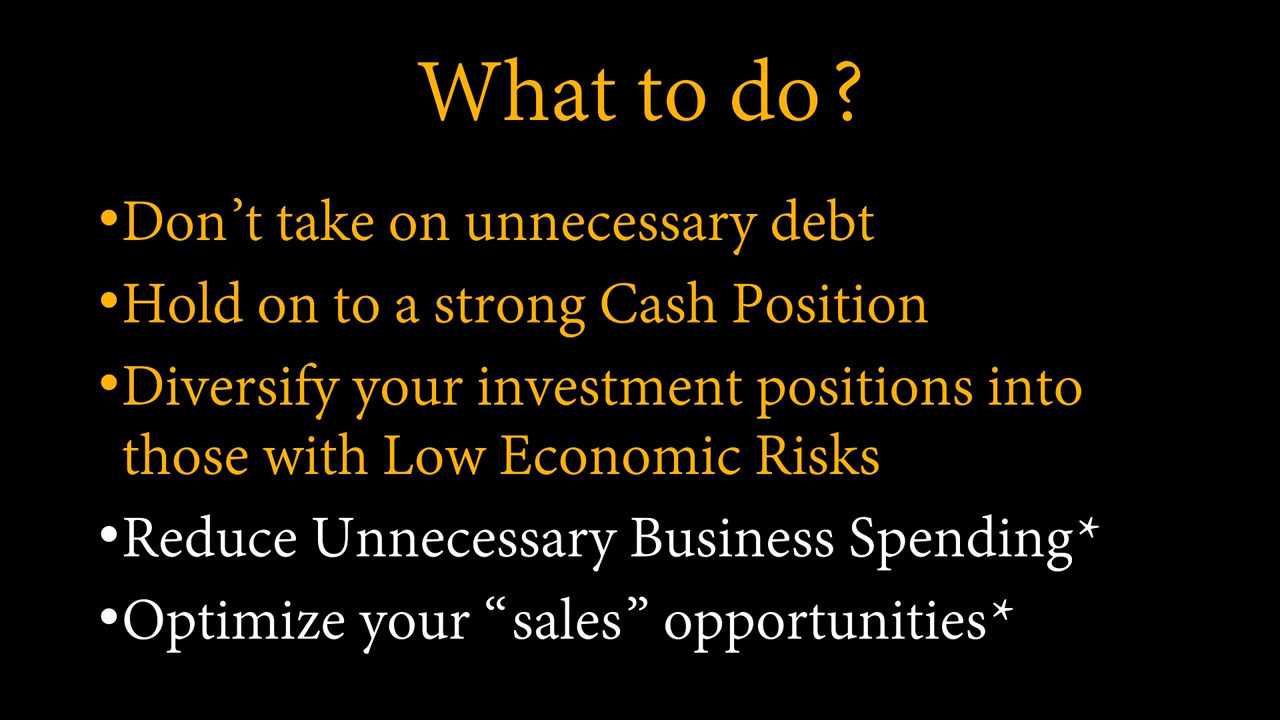 What to do ?
•Don’t take on unnecessary debt
•Hold on to a strong Cash Position
•Diversify your investment positions into
those with Low Economic Risks
•Reduce Unnecessary Business Spending*
•Optimize your “sales” opportunities*